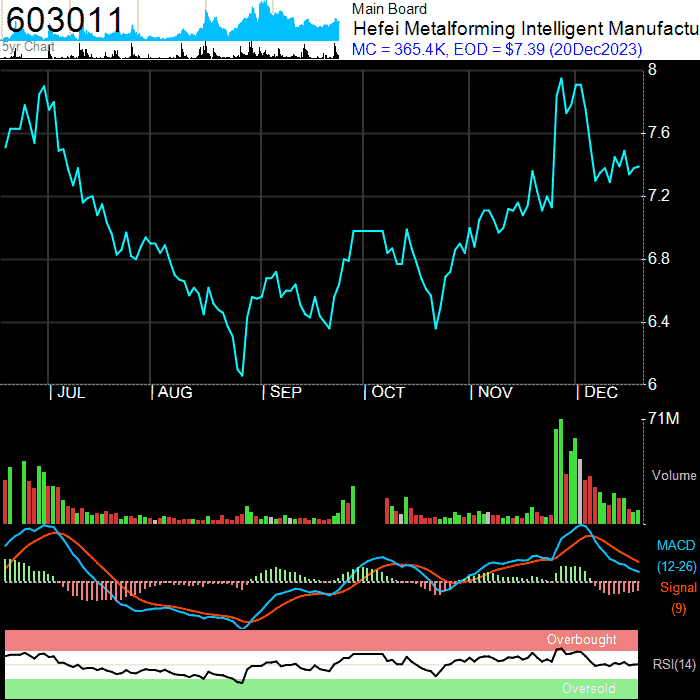 603011
5yr Chart
Main Board
Hefei Metalforming Intelligent Manufactu
MC = 365.4K, EOD = $7.39 (20Dec2023)
8
7.6
7.2
6.8
6.4
6
| JUL | AUG | SEP | OCT | NOV | DEC
71M
Volume
MACD
(12-26)
Signal
(9)
Overbought
RSI(14)
Oversold